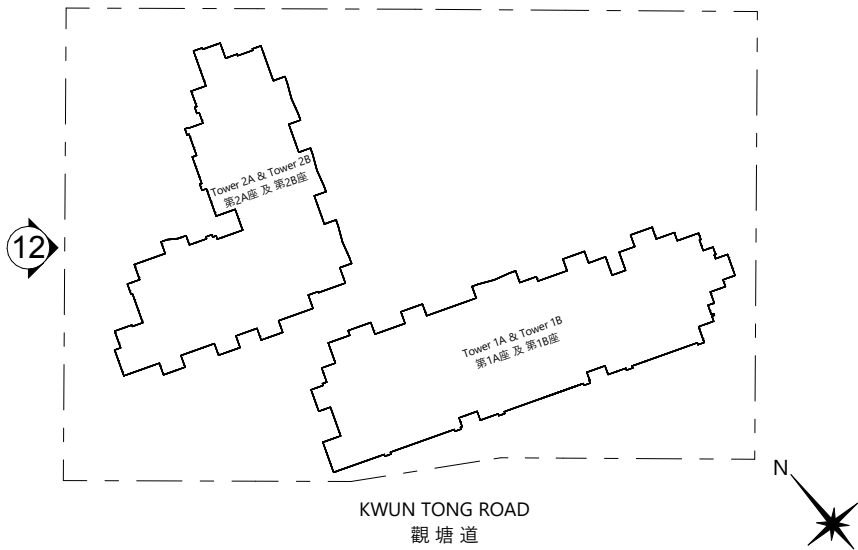 Tower 2A & Tower 2B
第2A座 及 第2B座
12
Tower 1A & Tower 1B
第1A座 及 第1B座
N
KWUN TONG ROAD
觀塘道